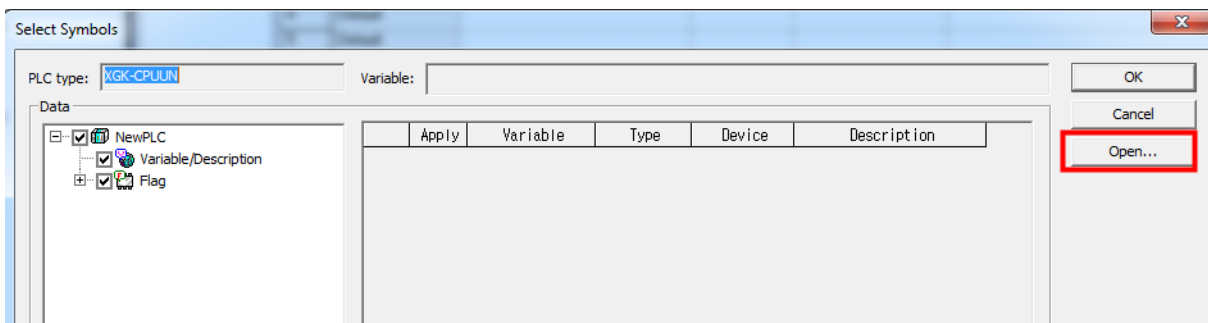 Select Symbols
PLC type: XGK-CPUUN Variable: OK
Data Cancel
NewPLC Apply Variable Type Device Description
Variable/Description Open...
Flag